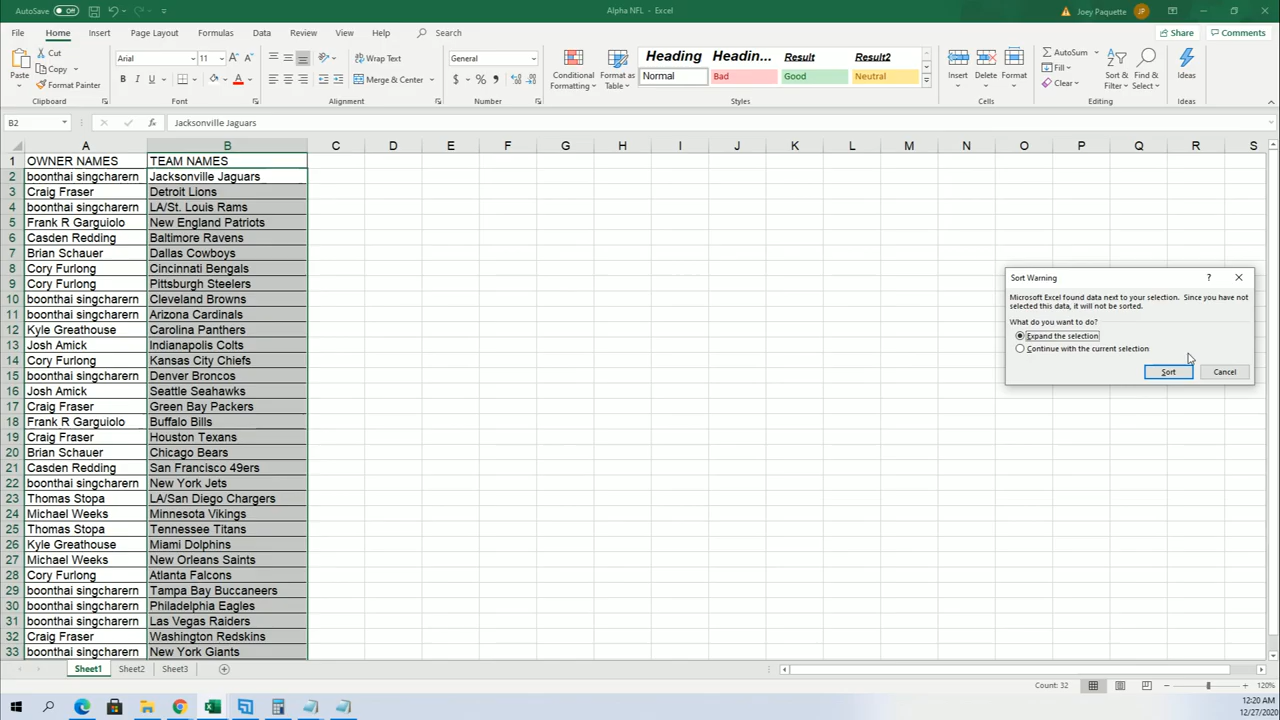 AutoSave Off
Alpha NFL - Excel
Joey Paquette JP
File Home Insert Page Layout Formulas Data Review View Help Search
Share Comments
Paste
Cut
Copy
Format Painter
Clipboard
Arial 11
B I U
Font
Wrap Text
Merge & Center
Alignment
General
$ % ,
Number
Conditional Formatting
Format as Table
Heading Headin... Result Result2
Normal Bad Good Neutral
Styles
Insert Delete Format
Cells
AutoSum
Fill
Clear
Sort & Filter
Find & Select
Editing
Ideas
Ideas
B2 fx Jacksonville Jaguars
A B C D E F G H I J K L M N O P Q R S
1 OWNER NAMES TEAM NAMES
2 boonthai singcharern Jacksonville Jaguars
3 Craig Fraser Detroit Lions
4 boonthai singcharern LA/St. Louis Rams
5 Frank R Garguiolo New England Patriots
6 Casden Redding Baltimore Ravens
7 Brian Schauer Dallas Cowboys
8 Cory Furlong Cincinnati Bengals
9 Cory Furlong Pittsburgh Steelers
10 boonthai singcharern Cleveland Browns
11 boonthai singcharern Arizona Cardinals
12 Kyle Greathouse Carolina Panthers
13 Josh Amick Indianapolis Colts
14 Cory Furlong Kansas City Chiefs
15 boonthai singcharern Denver Broncos
16 Josh Amick Seattle Seahawks
17 Craig Fraser Green Bay Packers
18 Frank R Garguiolo Buffalo Bills
19 Craig Fraser Houston Texans
20 Brian Schauer Chicago Bears
21 Casden Redding San Francisco 49ers
22 boonthai singcharern New York Jets
23 Thomas Stopa LA/San Diego Chargers
24 Michael Weeks Minnesota Vikings
25 Thomas Stopa Tennessee Titans
26 Kyle Greathouse Miami Dolphins
27 Michael Weeks New Orleans Saints
28 Cory Furlong Atlanta Falcons
29 boonthai singcharern Tampa Bay Buccaneers
30 boonthai singcharern Philadelphia Eagles
31 boonthai singcharern Las Vegas Raiders
32 Craig Fraser Washington Redskins
33 boonthai singcharern New York Giants
Sort Warning ?
Microsoft Excel found data next to your selection. Since you have not
selected this data, it will not be sorted.
What do you want to do?
Expand the selection
Continue with the current selection
Sort Cancel
Sheet1 Sheet2 Sheet3
Count: 32
120%
12:20 AM
12/27/2020